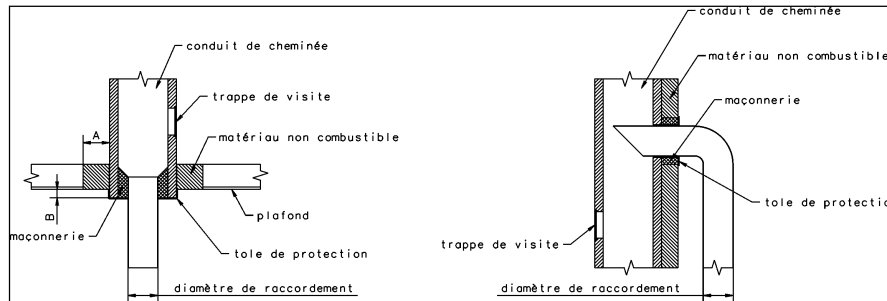 conduit de cheminée
trappe de visite
A
matériau non combustible
B
plafond
maçonnerie
tole de protection
diamètre de raccordement
conduit de cheminée
matériau non combustible
maçonnerie
tole de protectio
trappe de visite
diamètre de raccordement